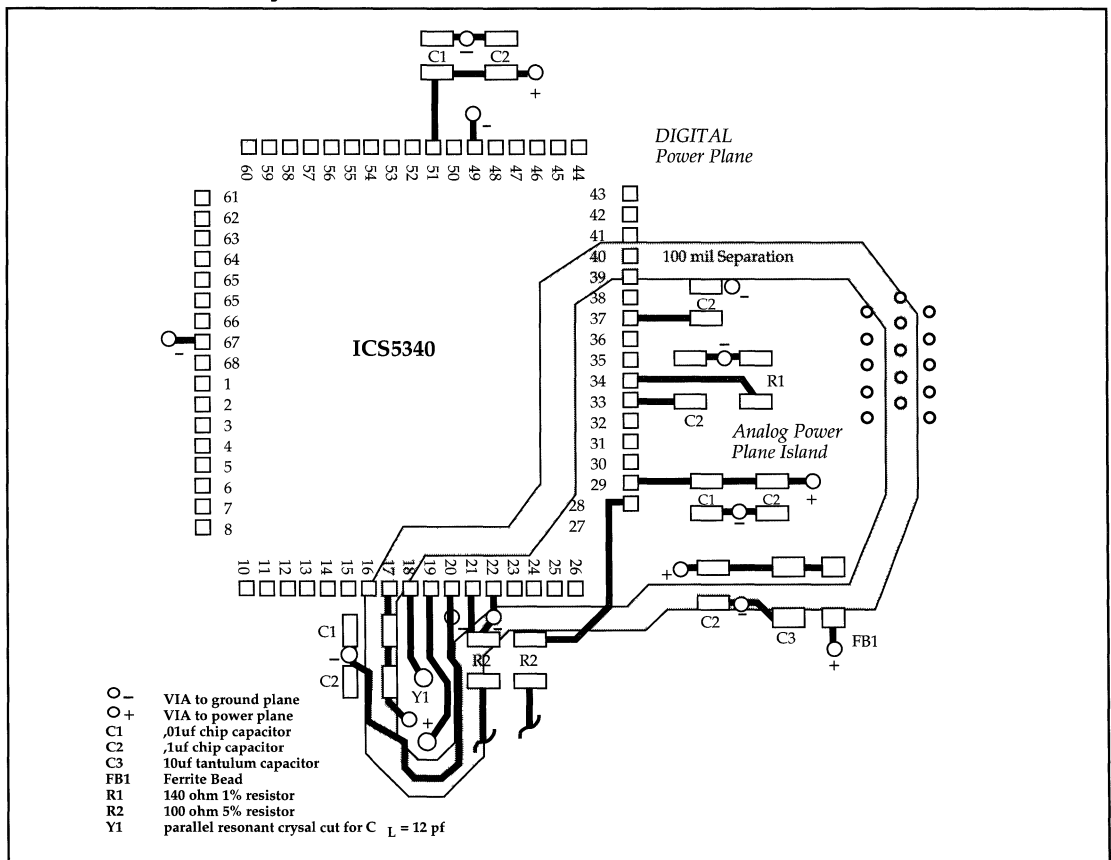 C1 − C2
+
−
DIGITAL
Power Plane
60 59 58 57 56 55 54 53 52 51 50 49 48 47 46 45 44
61
62
63
64
65
65
66
67
68
1
2
3
4
5
6
7
8
−
ICS5340
43
42
41
40
39
38
37
36
35
34
33
32
31
30
29
28
27
100 mil Separation
C2 −
−
R1
C2
Analog Power
Plane Island
C1 C2 +
−
10 11 12 13 14 15 16 17 18 19 20 21 22 23 24 25 26
+
C2 − C3 FB1
+
C1
−
C2
Y1
+
− −
R2 R2
− VIA to ground plane
+ VIA to power plane
C1 ,01uf chip capacitor
C2 ,1uf chip capacitor
C3 10uf tantulum capacitor
FB1 Ferrite Bead
R1 140 ohm 1% resistor
R2 100 ohm 5% resistor
Y1 parallel resonant crysal cut for C L = 12 pf